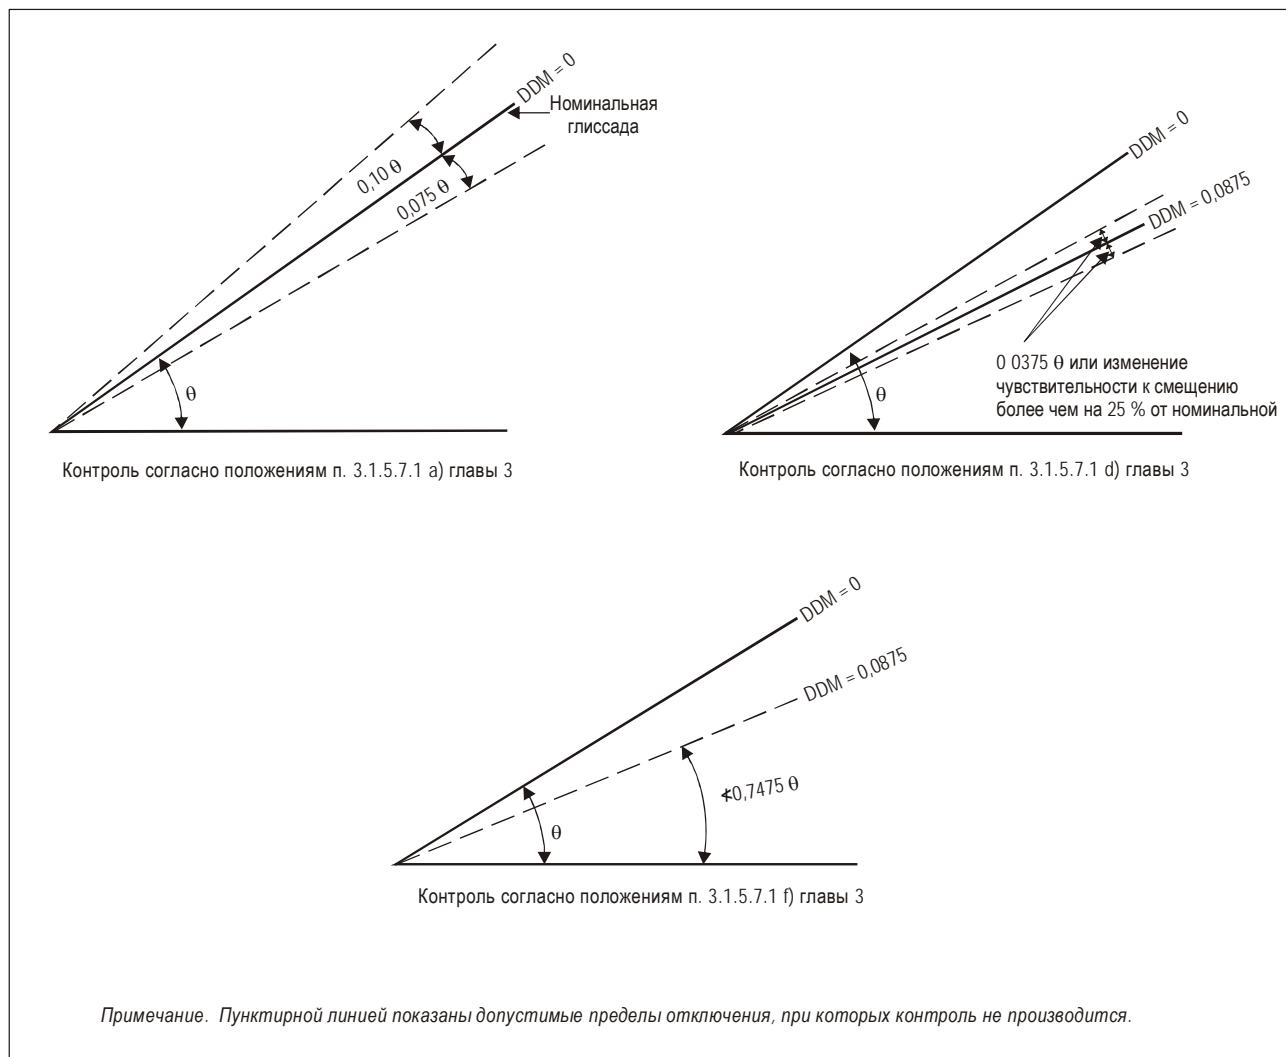 DDM = 0
Номинальная
глиссада
0,10 θ
0,075 θ
θ
Контроль согласно положениям п. 3.1.5.7.1 a) главы 3
DDM = 0
DDM = 0,0875
0 0375 θ или изменение
чувствительности к смещению
более чем на 25 % от номинальной
θ
Контроль согласно положениям п. 3.1.5.7.1 d) главы 3
DDM = 0
DDM = 0,0875
≮0,7475 θ
θ
Контроль согласно положениям п. 3.1.5.7.1 f) главы 3
Примечание. Пунктирной линией показаны допустимые пределы отключения, при которых контроль не производится.